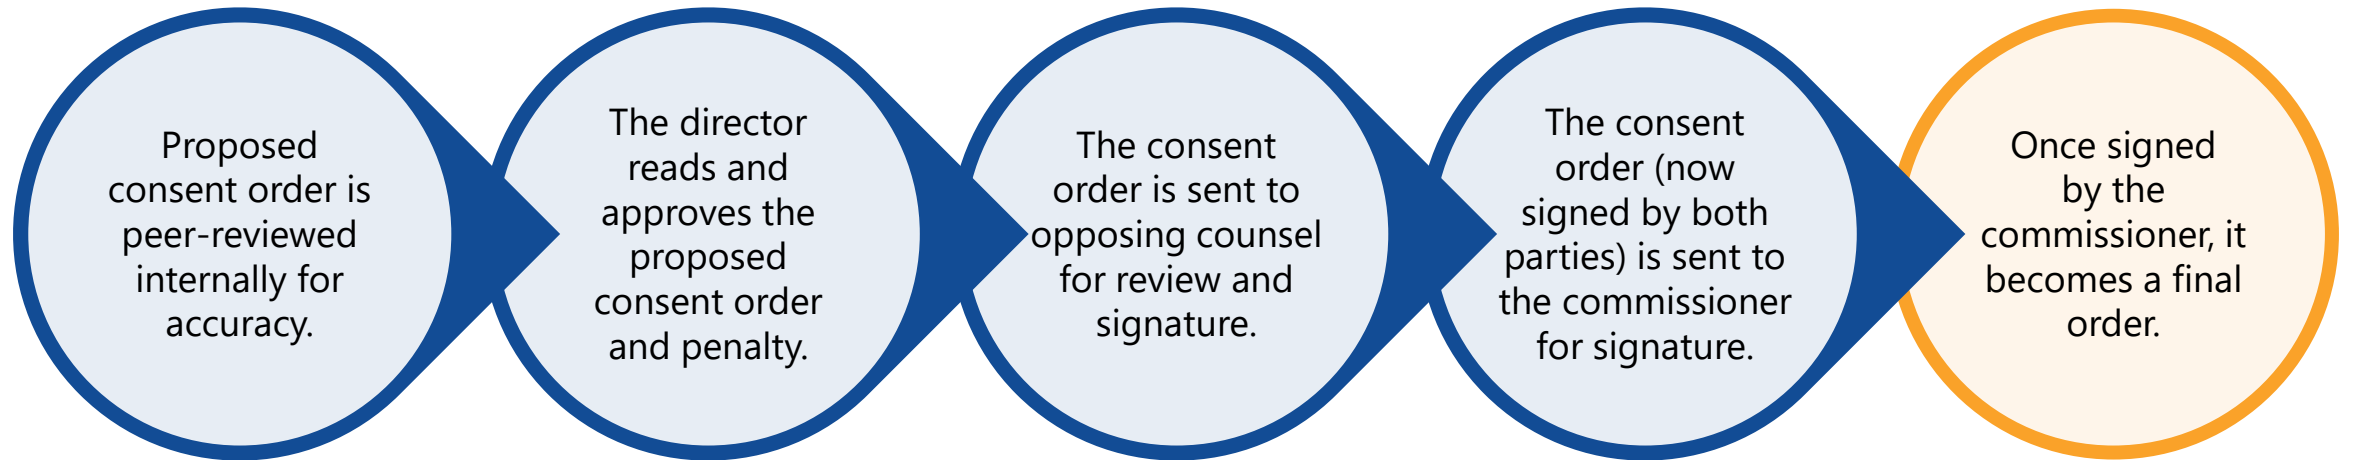 Proposed
consent order is
peer-reviewed
internally for
accuracy.
The director
reads and
approves the
proposed
consent order
and penalty.
The consent
order is sent to
opposing counsel
for review and
signature.
The consent
order (now
signed by both
parties) is sent to
the commissioner
for signature.
Once signed
by the
commissioner, it
becomes a final
order.